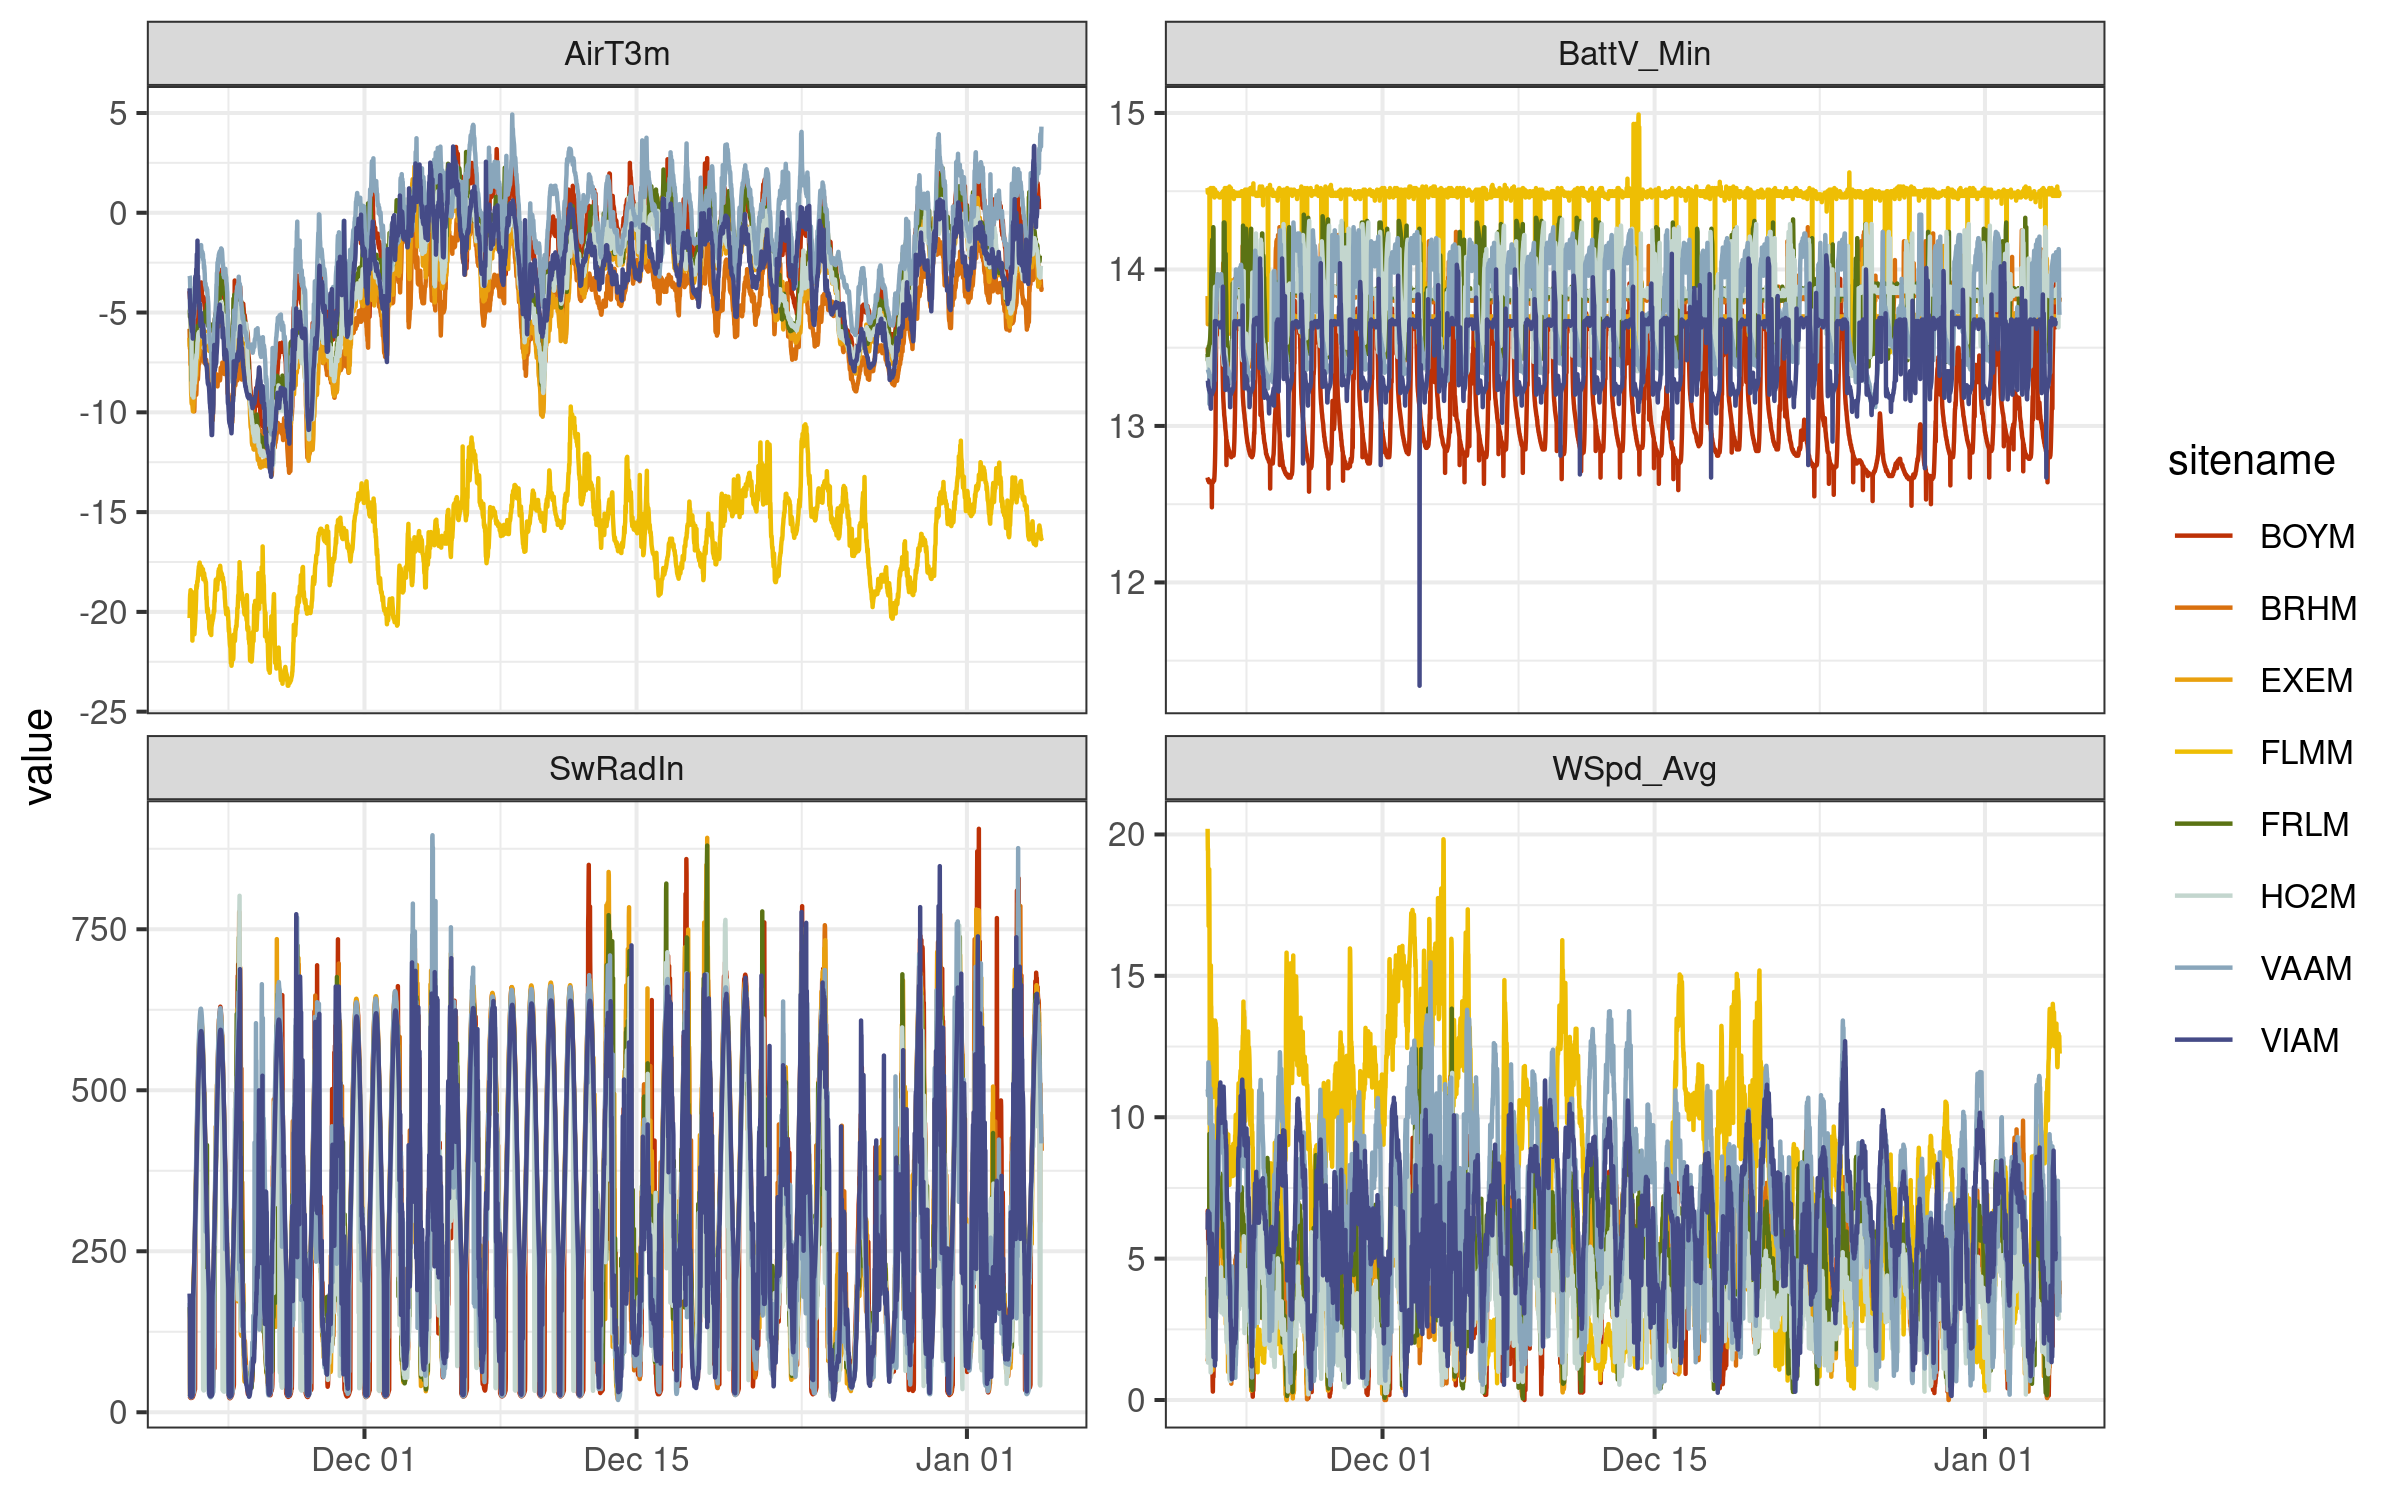 AirT3m
BattV_Min
5
0
-5
-10
-15
-20
-25
15
14
13
12
value
SwRadIn
WSpd_Avg
750
500
250
0
20
15
10
5
0
Dec 01
Dec 15
Jan 01
Dec 01
Dec 15
Jan 01
sitename
BOYM
BRHM
EXEM
FLMM
FRLM
HO2M
VAAM
VIAM